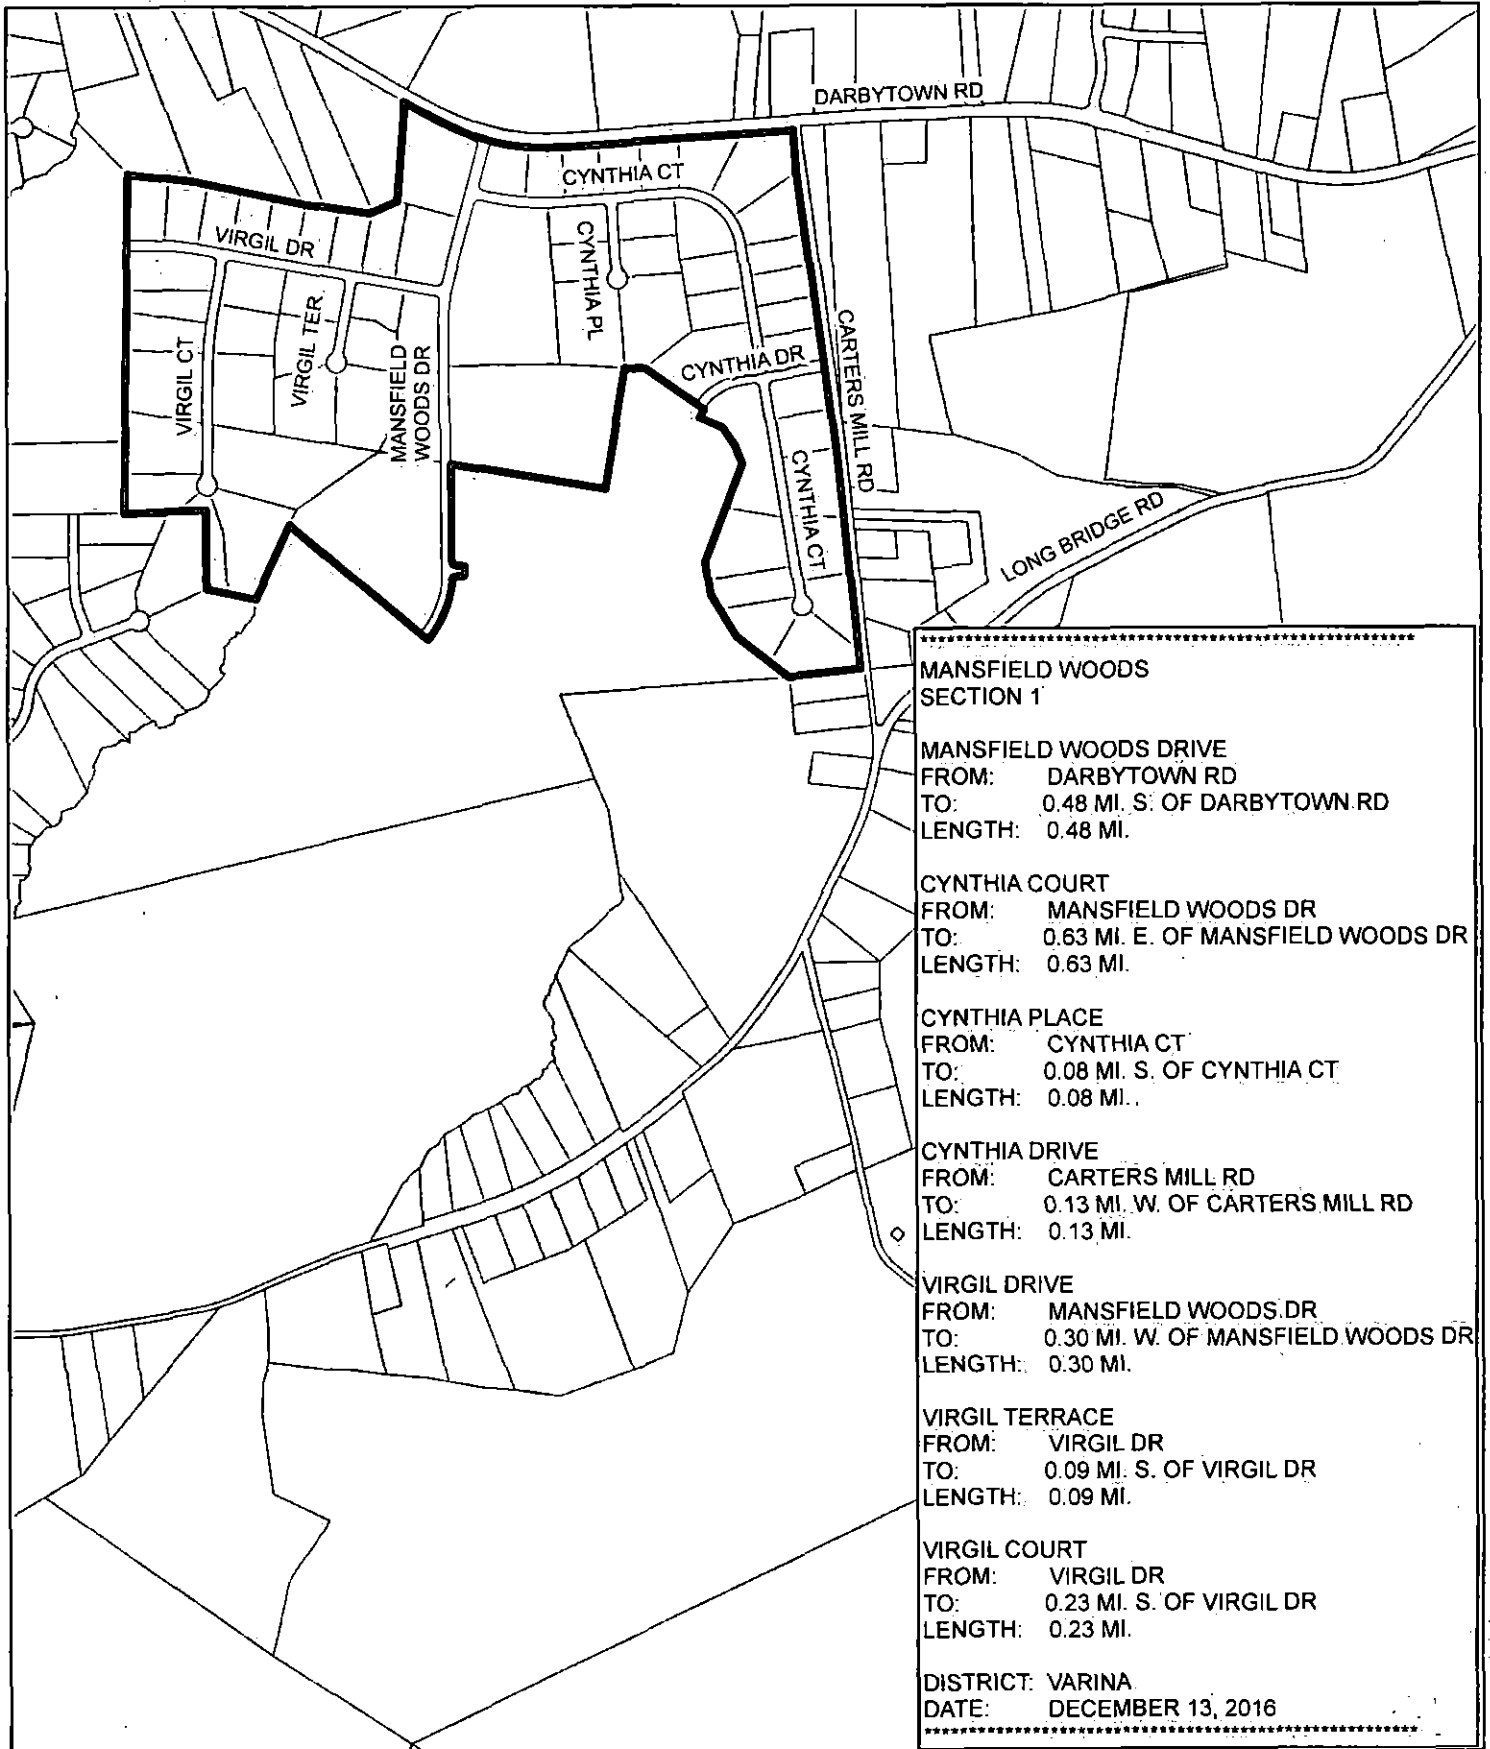 DARBYTOWN RD
CYNTHIA CT
VIRGIL DR
CYNTHIA PL
VIRGIL TER
MANSFIELD
WOODS DR
VIRGIL CT
CYNTHIA DR
CARTERS MILL RD
CYNTHIA CT
LONG BRIDGE RD
MANSFIELD WOODS
SECTION 1
MANSFIELD WOODS DRIVE
FROM: DARBYTOWN RD
TO: 0.48 MI. S. OF DARBYTOWN RD
LENGTH: 0.48 MI.
CYNTHIA COURT
FROM: MANSFIELD WOODS DR
TO: 0.63 MI. E. OF MANSFIELD WOODS DR
LENGTH: 0.63 MI.
CYNTHIA PLACE
FROM: CYNTHIA CT
TO: 0.08 MI. S. OF CYNTHIA CT
LENGTH: 0.08 MI.
CYNTHIA DRIVE
FROM: CARTERS MILL RD
TO: 0.13 MI. W. OF CARTERS MILL RD
LENGTH: 0.13 MI.
VIRGIL DRIVE
FROM: MANSFIELD WOODS DR
TO: 0.30 MI. W. OF MANSFIELD WOODS DR
LENGTH: 0.30 MI.
VIRGIL TERRACE
FROM: VIRGIL DR
TO: 0.09 MI. S. OF VIRGIL DR
LENGTH: 0.09 MI.
VIRGIL COURT
FROM: VIRGIL DR
TO: 0.23 MI. S. OF VIRGIL DR
LENGTH: 0.23 MI.
DISTRICT: VARINA
DATE: DECEMBER 13, 2016